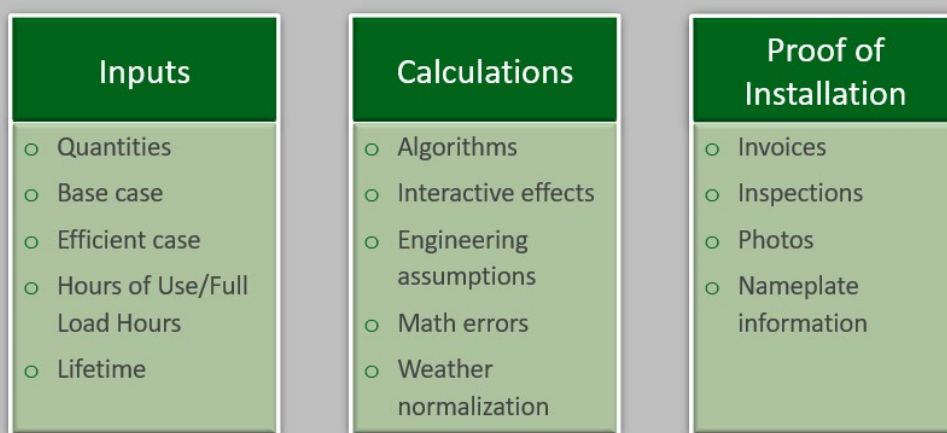 Inputs
o Quantities
o Base case
o Efficient case
o Hours of Use/Full
Load Hours
o Lifetime
Calculations
o Algorithms
o Interactive effects
o Engineering
assumptions
o Math errors
o Weather
normalization
Proof of
Installation
o Invoices
o Inspections
o Photos
o Nameplate
information